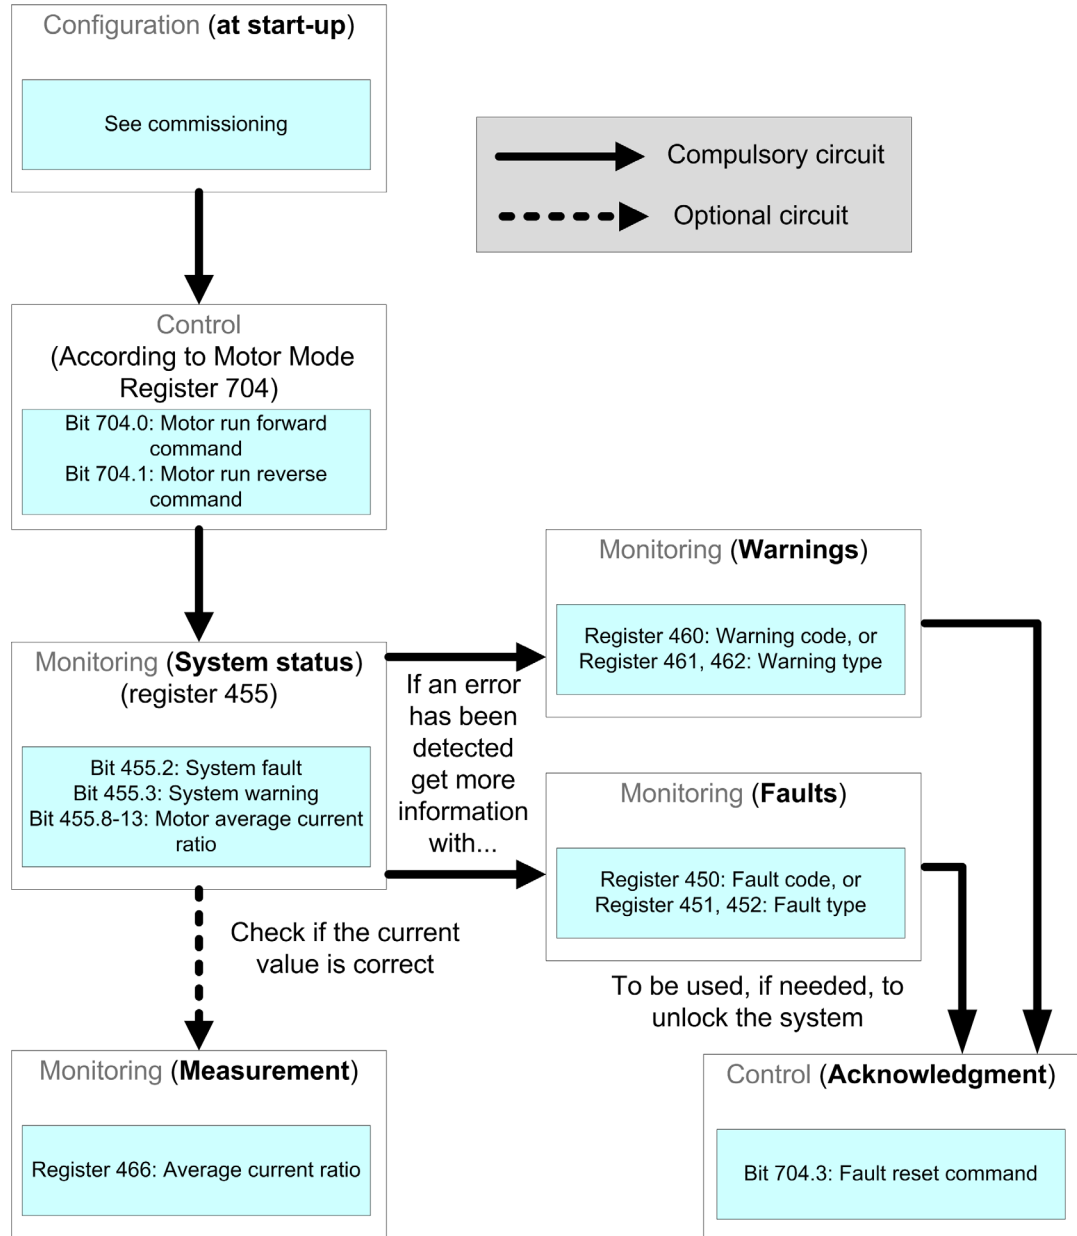 Configuration (at start-up)
See commissioning
Compulsory circuit
Optional circuit
Control
(According to Motor Mode
Register 704)
Bit 704.0: Motor run forward
command
Bit 704.1: Motor run reverse
command
Monitoring (System status)
(register 455)
Bit 455.2: System fault
Bit 455.3: System warning
Bit 455.8-13: Motor average current
ratio
If an error
has been
detected
get more
information
with...
Monitoring (Warnings)
Register 460: Warning code, or
Register 461, 462: Warning type
Monitoring (Faults)
Register 450: Fault code, or
Register 451, 452: Fault type
Check if the current
value is correct
To be used, if needed, to
unlock the system
Monitoring (Measurement)
Register 466: Average current ratio
Control (Acknowledgment)
Bit 704.3: Fault reset command